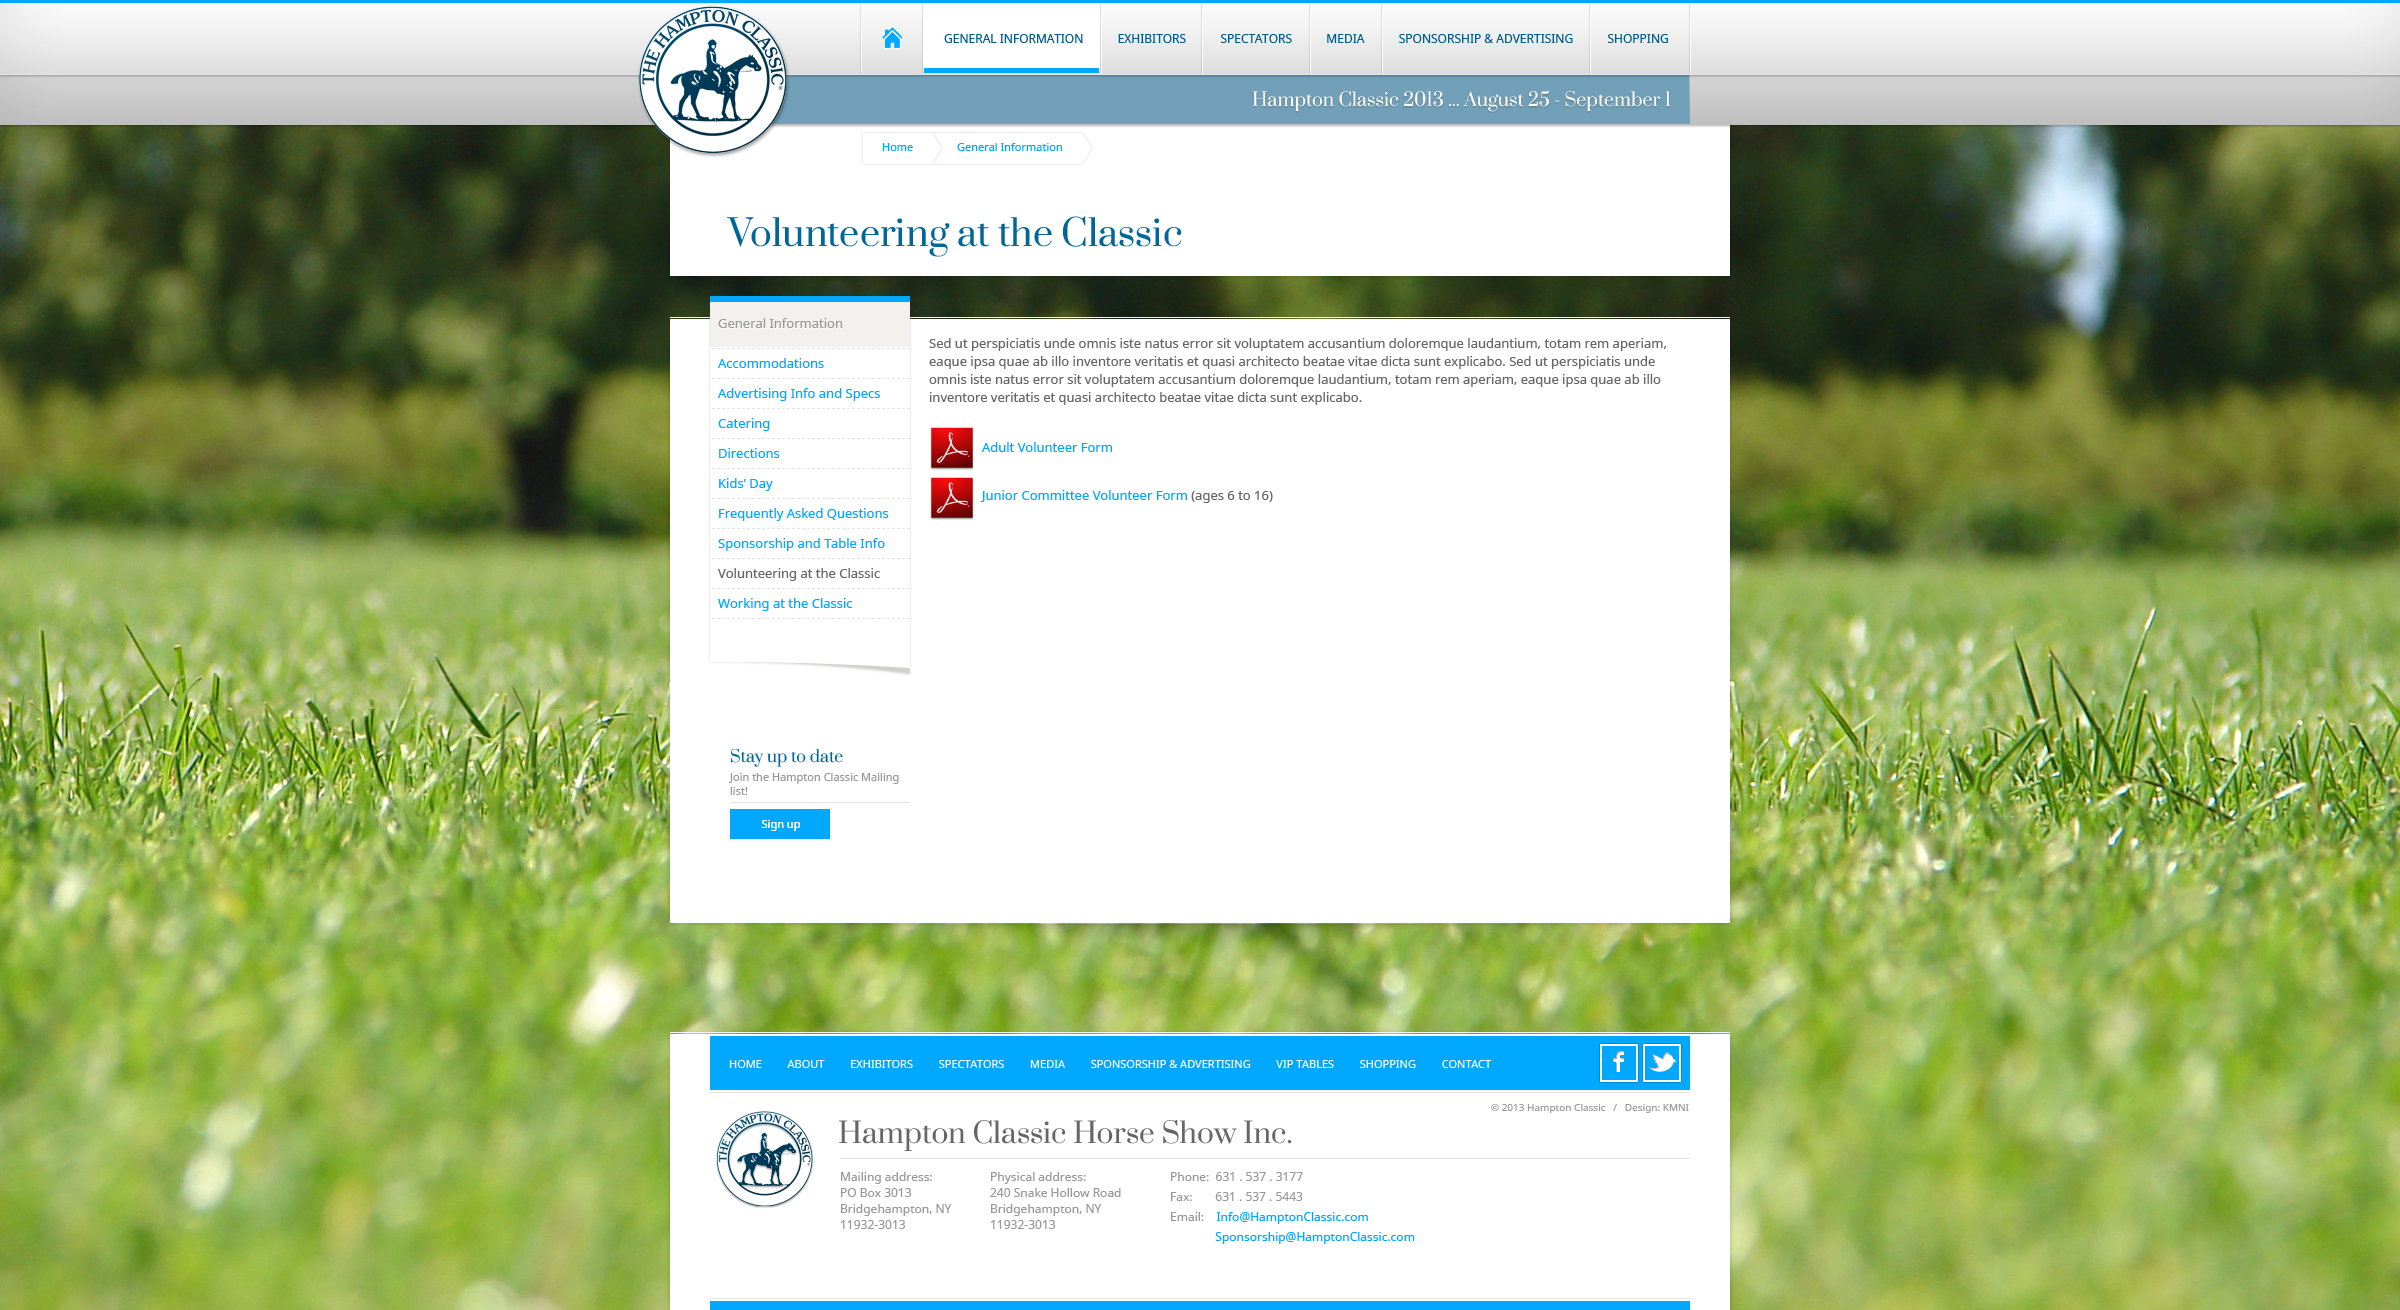 THE HAMPTON CLASSIC
GENERAL INFORMATION
EXHIBITORS
SPECTATORS
MEDIA
SPONSORSHIP & ADVERTISING
SHOPPING
Hampton Classic 2013 ... August 25 - September 1
Home
General Information
Volunteering at the Classic
General Information
Accommodations
Advertising Info and Specs
Catering
Directions
Kids' Day
Frequently Asked Questions
Sponsorship and Table Info
Volunteering at the Classic
Working at the Classic
Sed ut perspiciatis unde omnis iste natus error sit voluptatem accusantium doloremque laudantium, totam rem aperiam,
eaque ipsa quae ab illo inventore veritatis et quasi architecto beatae vitae dicta sunt explicabo. Sed ut perspiciatis unde
omnis iste natus error sit voluptatem accusantium doloremque laudantium, totam rem aperiam, eaque ipsa quae ab illo
inventore veritatis et quasi architecto beatae vitae dicta sunt explicabo.
Adult Volunteer Form
Junior Committee Volunteer Form (ages 6 to 16)
Stay up to date
Join the Hampton Classic Mailing
list!
Sign up
HOME
ABOUT
EXHIBITORS
SPECTATORS
MEDIA
SPONSORSHIP & ADVERTISING
VIP TABLES
SHOPPING
CONTACT
© 2013 Hampton Classic / Design: KMNI
THE HAMPTON CLASSIC
Hampton Classic Horse Show Inc.
Mailing address:
PO Box 3013
Bridgehampton, NY
11932-3013
Physical address:
240 Snake Hollow Road
Bridgehampton, NY
11932-3013
Phone: 631 . 537 . 3177
Fax: 631 . 537 . 5443
Email: Info@HamptonClassic.com
Sponsorship@HamptonClassic.com